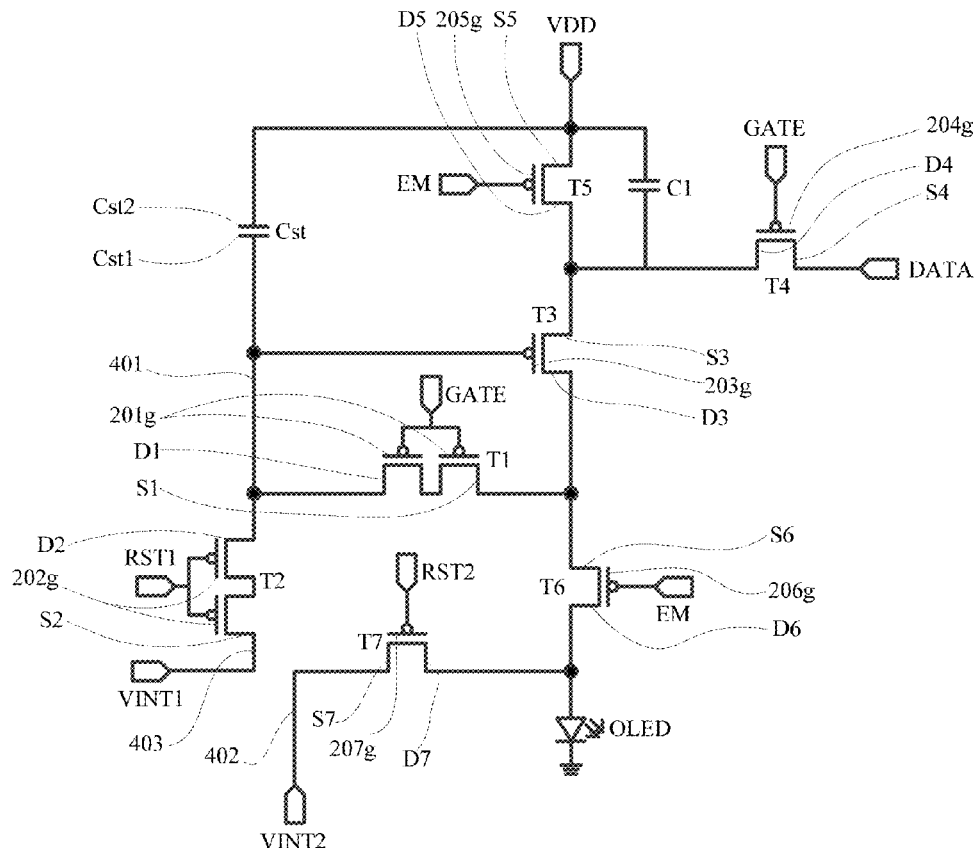 D5
205g
S5
VDD
GATE
204g
D4
S4
EM
T5
C1
Cst2
Cst
Cst1
DATA
T4
T3
S3
401
203g
GATE
D3
201g
D1
T1
S1
D2
RST1
RST2
S6
202g
T2
T6
206g
S2
EM
T7
D6
VINT1
S7
OLED
403
402
207g
D7
VINT2